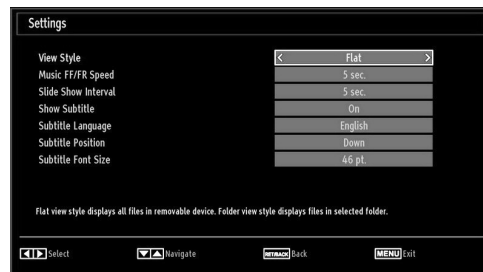 Settings
View Style < Flat >
Music FF/FR Speed 5 sec.
Slide Show Interval 5 sec.
Show Subtitle On
Subtitle Language English
Subtitle Position Down
Subtitle Font Size 46 pt.
Flat view style displays all files in removable device. Folder view style displays files in selected folder.
Select Navigate RET/BACK Back MENU Exit